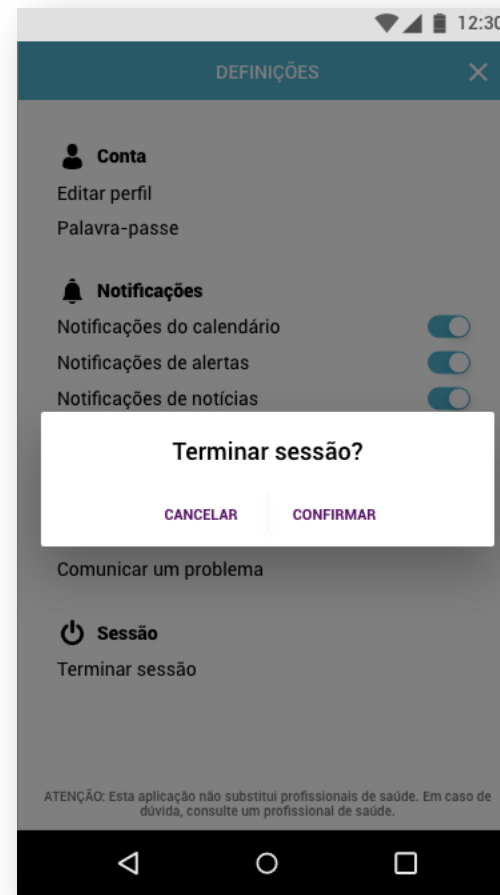 12:30
DEFINIÇÕES
Conta
Editar perfil
Palavra-passe
Notificações
Notificações do calendário
Notificações de alertas
Notificações de notícias
Terminar sessão?
CANCELAR CONFIRMAR
Comunicar um problema
Sessão
Terminar sessão
ATENÇÃO: Esta aplicação não substitui profissionais de saúde. Em caso de
dúvida, consulte um profissional de saúde.